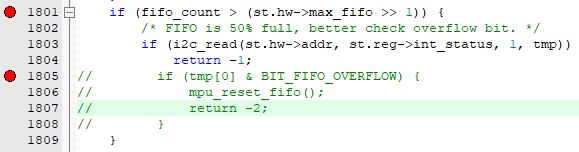 1801 if (fifo_count > (st.hw->max_fifo >> 1)) {
1802 /* FIFO is 50% full, better check overflow bit. */
1803 if (i2c_read(st.hw->addr, st.reg->int_status, 1, tmp))
1804 return -1;
1805 // if (tmp[0] & BIT_FIFO_OVERFLOW) {
1806 // mpu_reset_fifo();
1807 // return -2;
1808 // }
1809 }